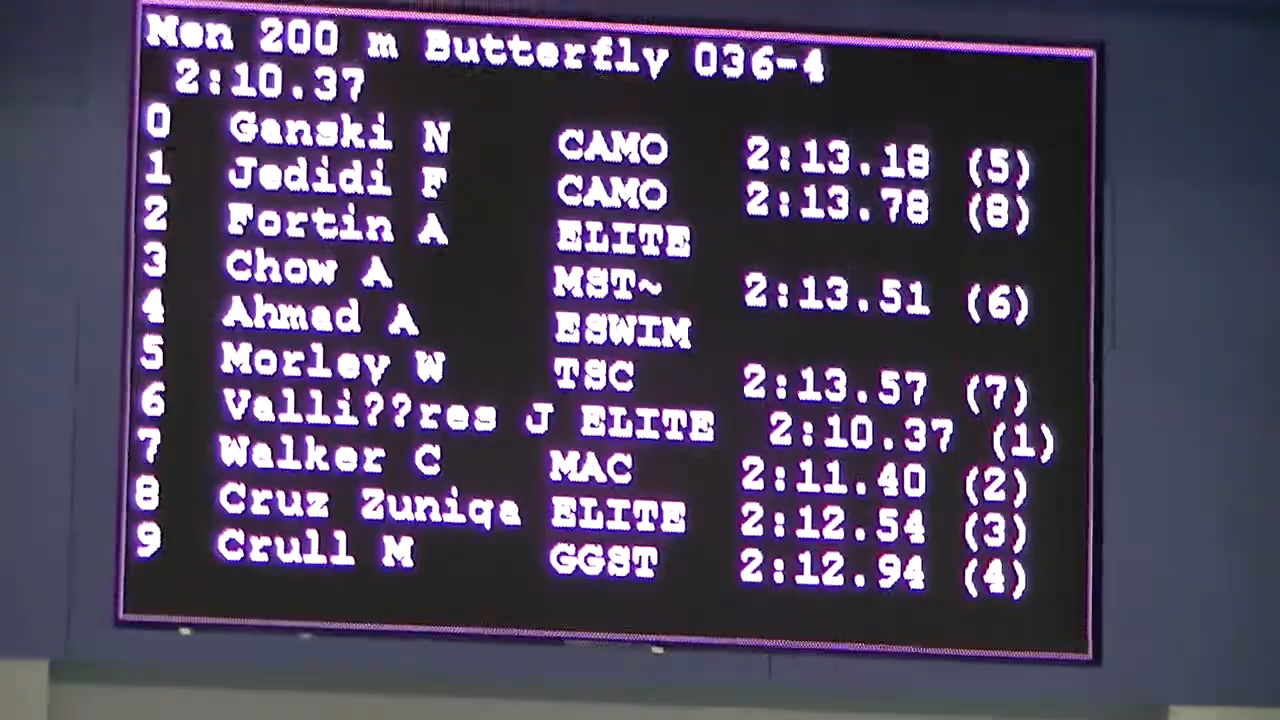 Men 200 m Butterfly 036-4
2:10.37
0 Ganski N CAMO 2:13.18 (5)
1 Jedidi F CAMO 2:13.78 (8)
2 Fortin A ELITE
3 Chow A MST~ 2:13.51 (6)
4 Ahmad A ESWIM
5 Morley W TSC 2:13.57 (7)
6 Valli??res J ELITE 2:10.37 (1)
7 Walker C MAC 2:11.40 (2)
8 Cruz Zuniga ELITE 2:12.54 (3)
9 Crull M GGST 2:12.94 (4)